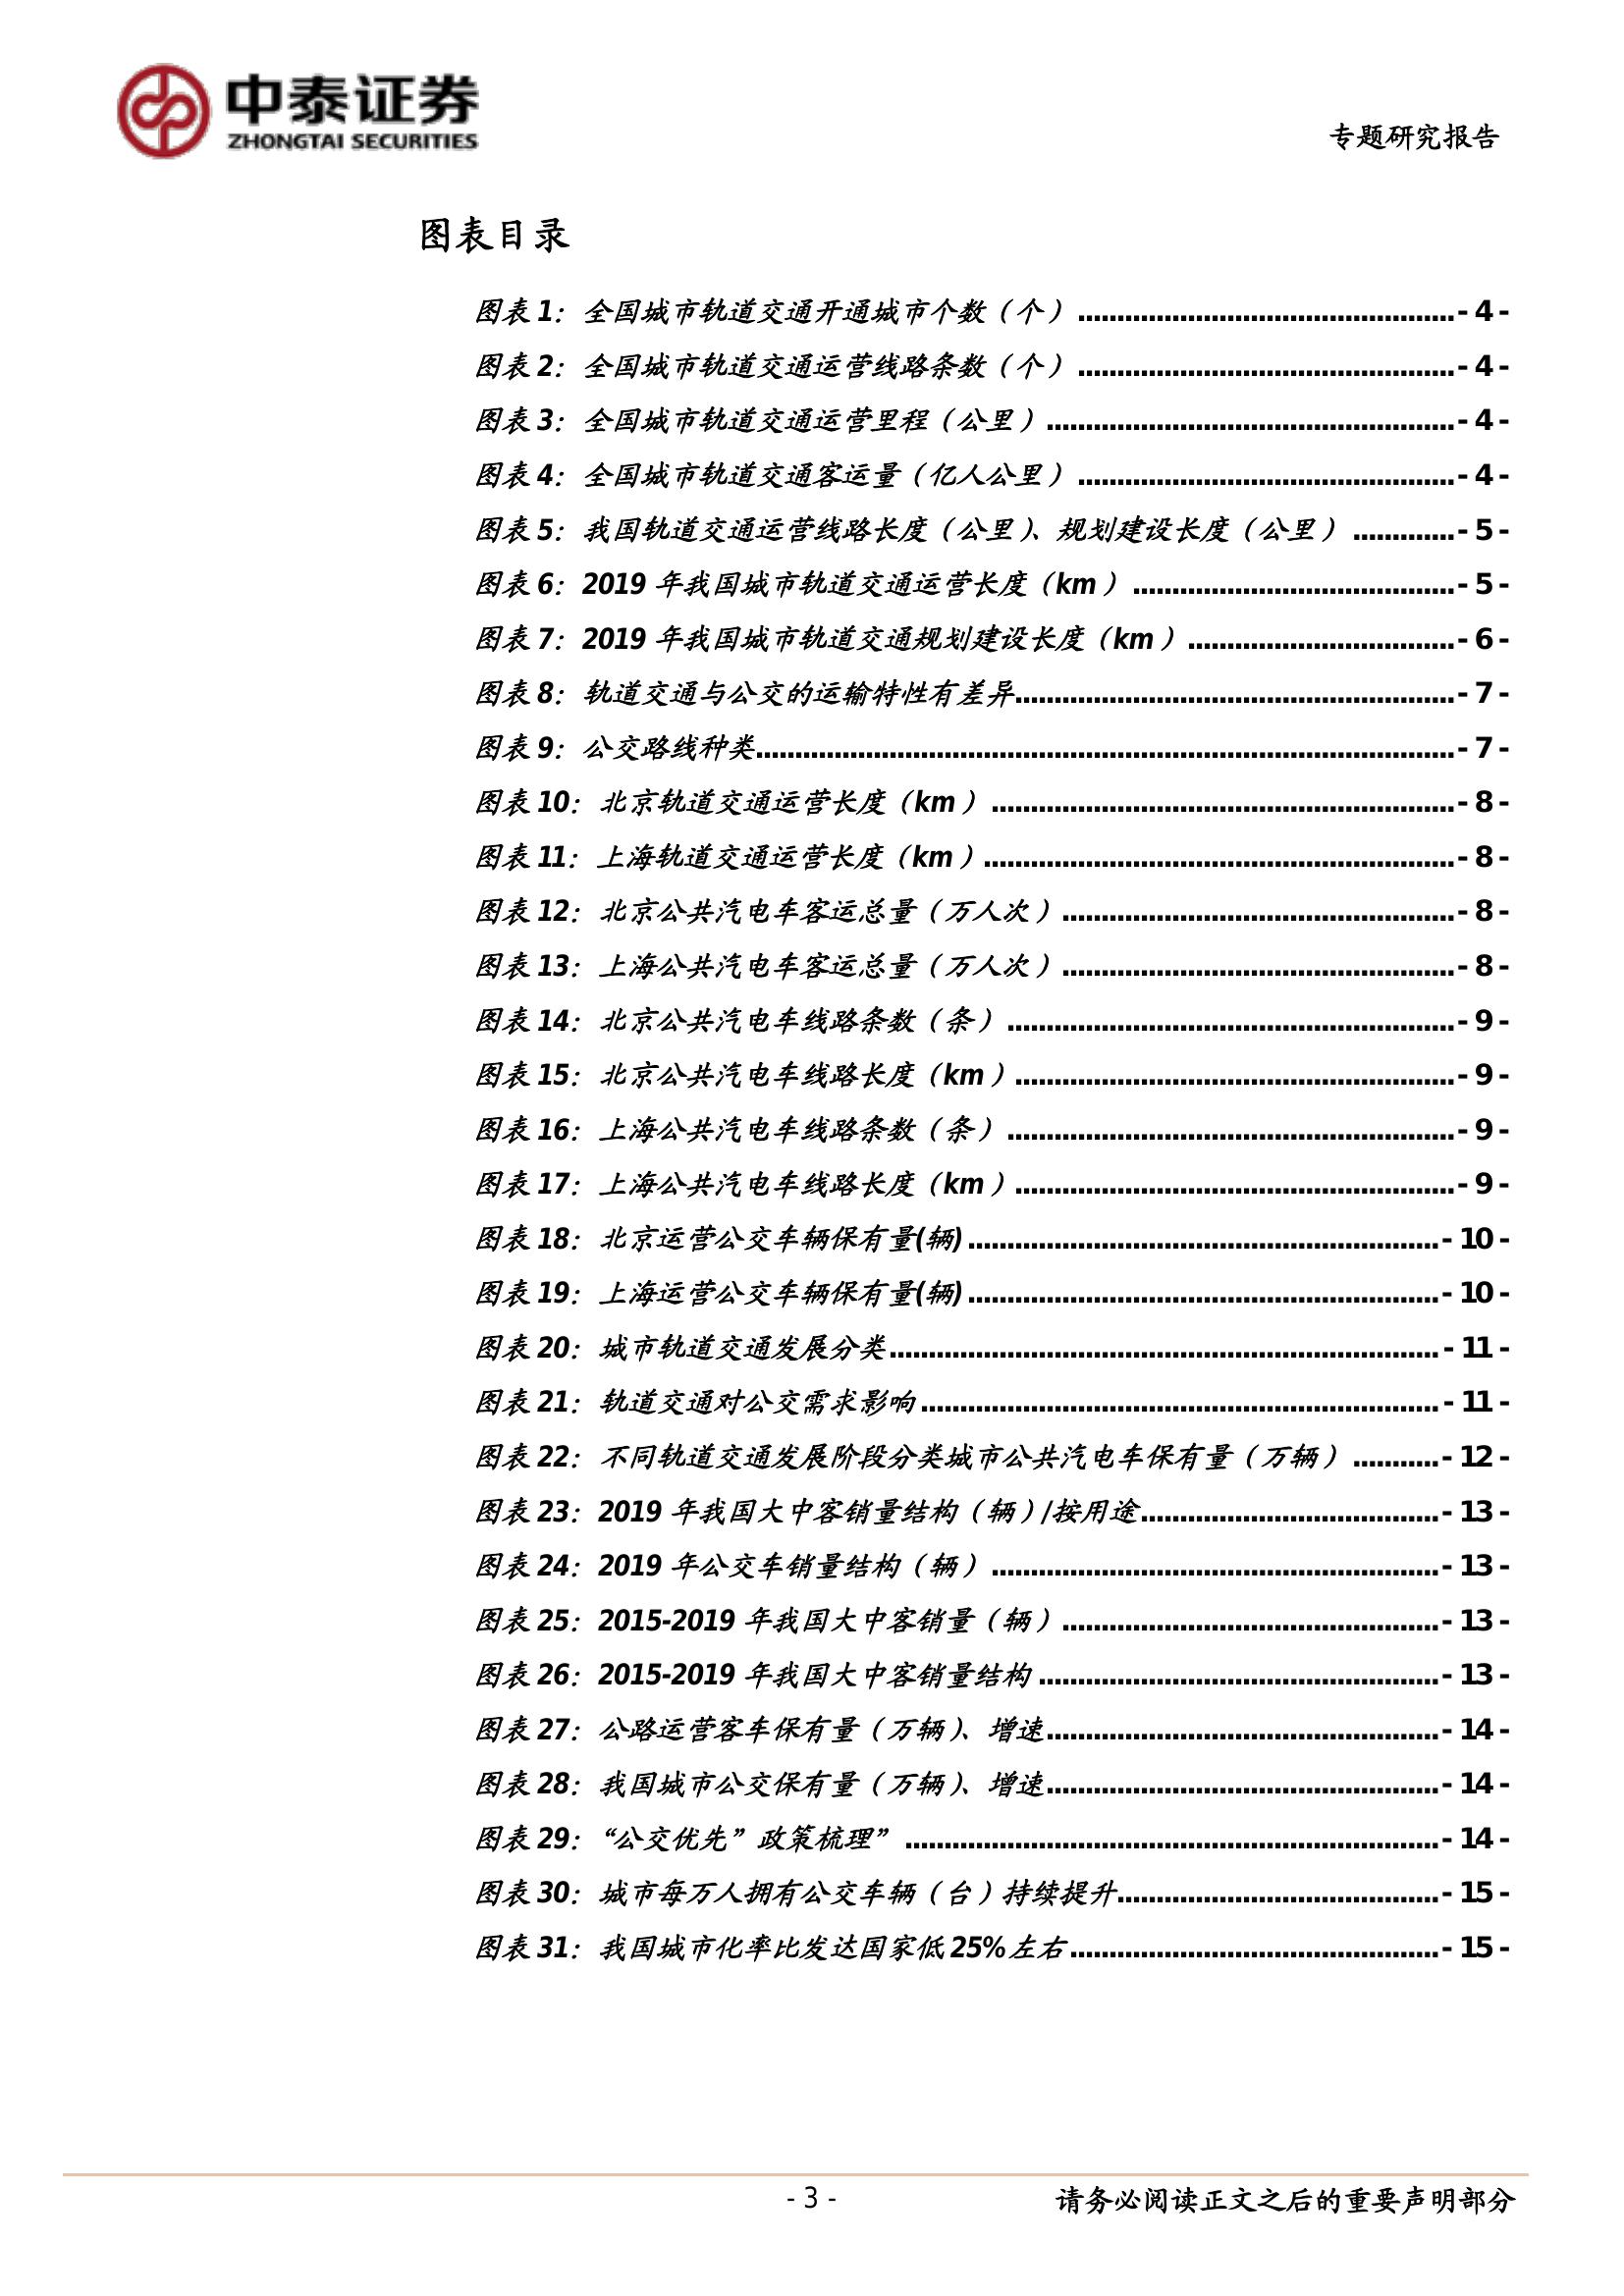 中泰证券
ZHONGTAI SECURITIES
专题研究报告
图表目录
图表 1：全国城市轨道交通开通城市个数（个）................................................- 4 -
图表 2：全国城市轨道交通运营线路条数（个）................................................- 4 -
图表 3：全国城市轨道交通运营里程（公里）....................................................- 4 -
图表 4：全国城市轨道交通客运量（亿人公里）................................................- 4 -
图表 5：我国轨道交通运营线路长度（公里）、规划建设长度（公里）.............- 5 -
图表 6：2019 年我国城市轨道交通运营长度（km）.........................................- 5 -
图表 7：2019 年我国城市轨道交通规划建设长度（km）..................................- 6 -
图表 8：轨道交通与公交的运输特性有差异........................................................- 7 -
图表 9：公交路线种类.........................................................................................- 7 -
图表 10：北京轨道交通运营长度（km）...........................................................- 8 -
图表 11：上海轨道交通运营长度（km）............................................................- 8 -
图表 12：北京公共汽电车客运总量（万人次）..................................................- 8 -
图表 13：上海公共汽电车客运总量（万人次）..................................................- 8 -
图表 14：北京公共汽电车线路条数（条）.........................................................- 9 -
图表 15：北京公共汽电车线路长度（km）........................................................- 9 -
图表 16：上海公共汽电车线路条数（条）.........................................................- 9 -
图表 17：上海公共汽电车线路长度（km）........................................................- 9 -
图表 18：北京运营公交车辆保有量(辆)............................................................- 10 -
图表 19：上海运营公交车辆保有量(辆)............................................................- 10 -
图表 20：城市轨道交通发展分类......................................................................- 11 -
图表 21：轨道交通对公交需求影响..................................................................- 11 -
图表 22：不同轨道交通发展阶段分类城市公共汽电车保有量（万辆）...........- 12 -
图表 23：2019 年我国大中客销量结构（辆）/按用途......................................- 13 -
图表 24：2019 年公交车销量结构（辆）.........................................................- 13 -
图表 25：2015-2019 年我国大中客销量（辆）................................................- 13 -
图表 26：2015-2019 年我国大中客销量结构...................................................- 13 -
图表 27：公路运营客车保有量（万辆）、增速..................................................- 14 -
图表 28：我国城市公交保有量（万辆）、增速..................................................- 14 -
图表 29：“公交优先”政策梳理”....................................................................- 14 -
图表 30：城市每万人拥有公交车辆（台）持续提升.........................................- 15 -
图表 31：我国城市化率比发达国家低 25%左右...............................................- 15 -
- 3 -
请务必阅读正文之后的重要声明部分